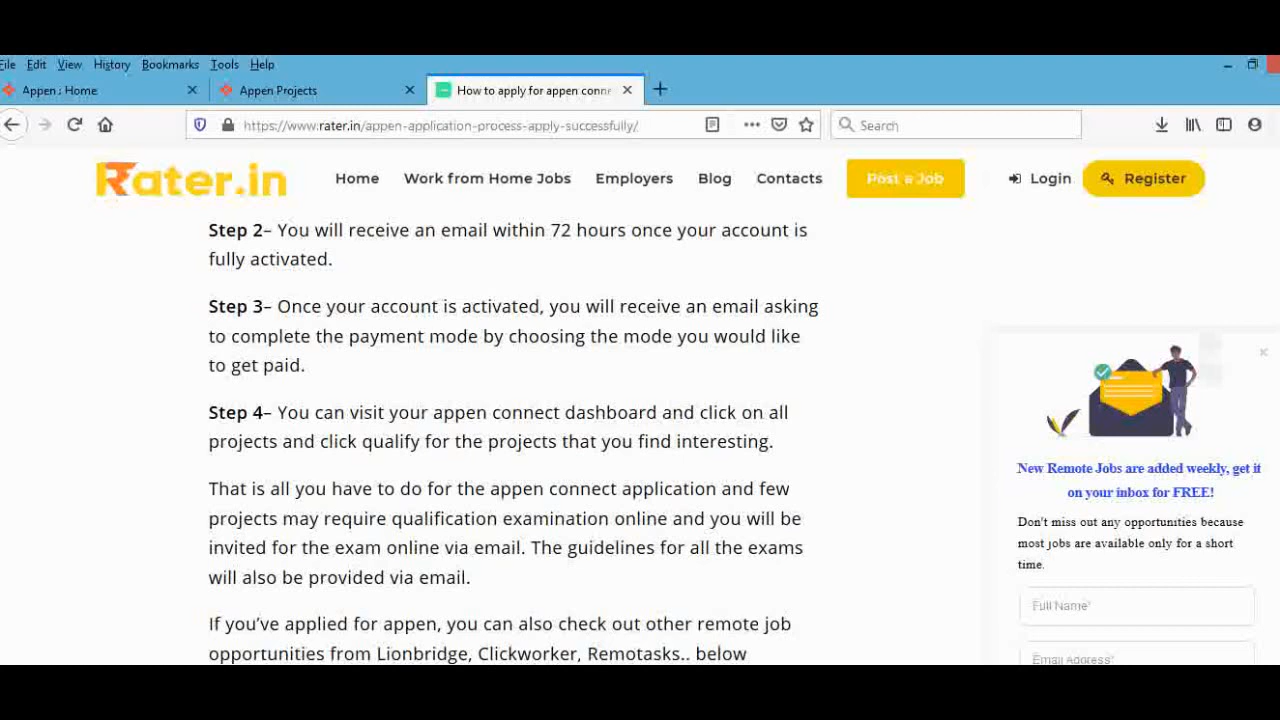 File Edit View History Bookmarks Tools Help
Appen : Home
Appen Projects
How to apply for appen conne
https://www.rater.in/appen-application-process-apply-successfully/
Search
Rater.in
Home
Work from Home Jobs
Employers
Blog
Contacts
Post a Job
Login
Register
Step 2– You will receive an email within 72 hours once your account is
fully activated.
Step 3– Once your account is activated, you will receive an email asking
to complete the payment mode by choosing the mode you would like
to get paid.
Step 4– You can visit your appen connect dashboard and click on all
projects and click qualify for the projects that you find interesting.
That is all you have to do for the appen connect application and few
projects may require qualification examination online and you will be
invited for the exam online via email. The guidelines for all the exams
will also be provided via email.
If you’ve applied for appen, you can also check out other remote job
opportunities from Lionbridge, Clickworker, Remotasks.. below
New Remote Jobs are added weekly, get it
on your inbox for FREE!
Don't miss out any opportunities because
most jobs are available only for a short
time.
Full Name*
Email Address*